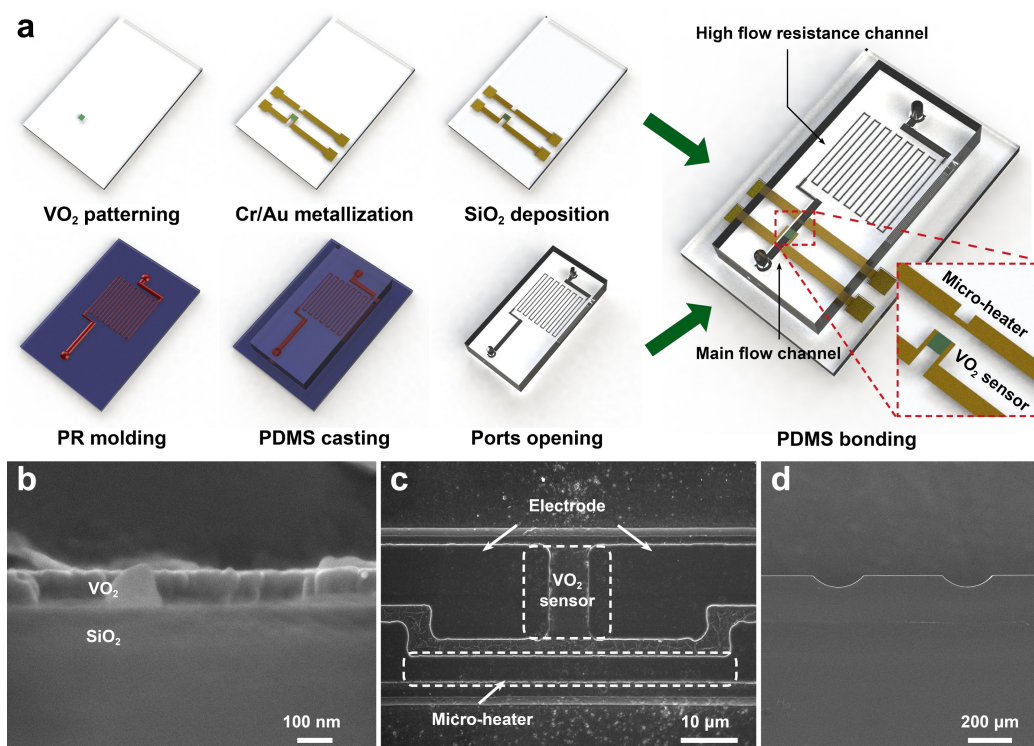 a
High flow resistance channel
VO₂ patterning
Cr/Au metallization
SiO₂ deposition
Main flow channel
Micro-heater
VO₂ sensor
PR molding
PDMS casting
Ports opening
PDMS bonding
b
VO₂
SiO₂
100 nm
c
Electrode
VO₂
sensor
Micro-heater
10 µm
d
200 µm